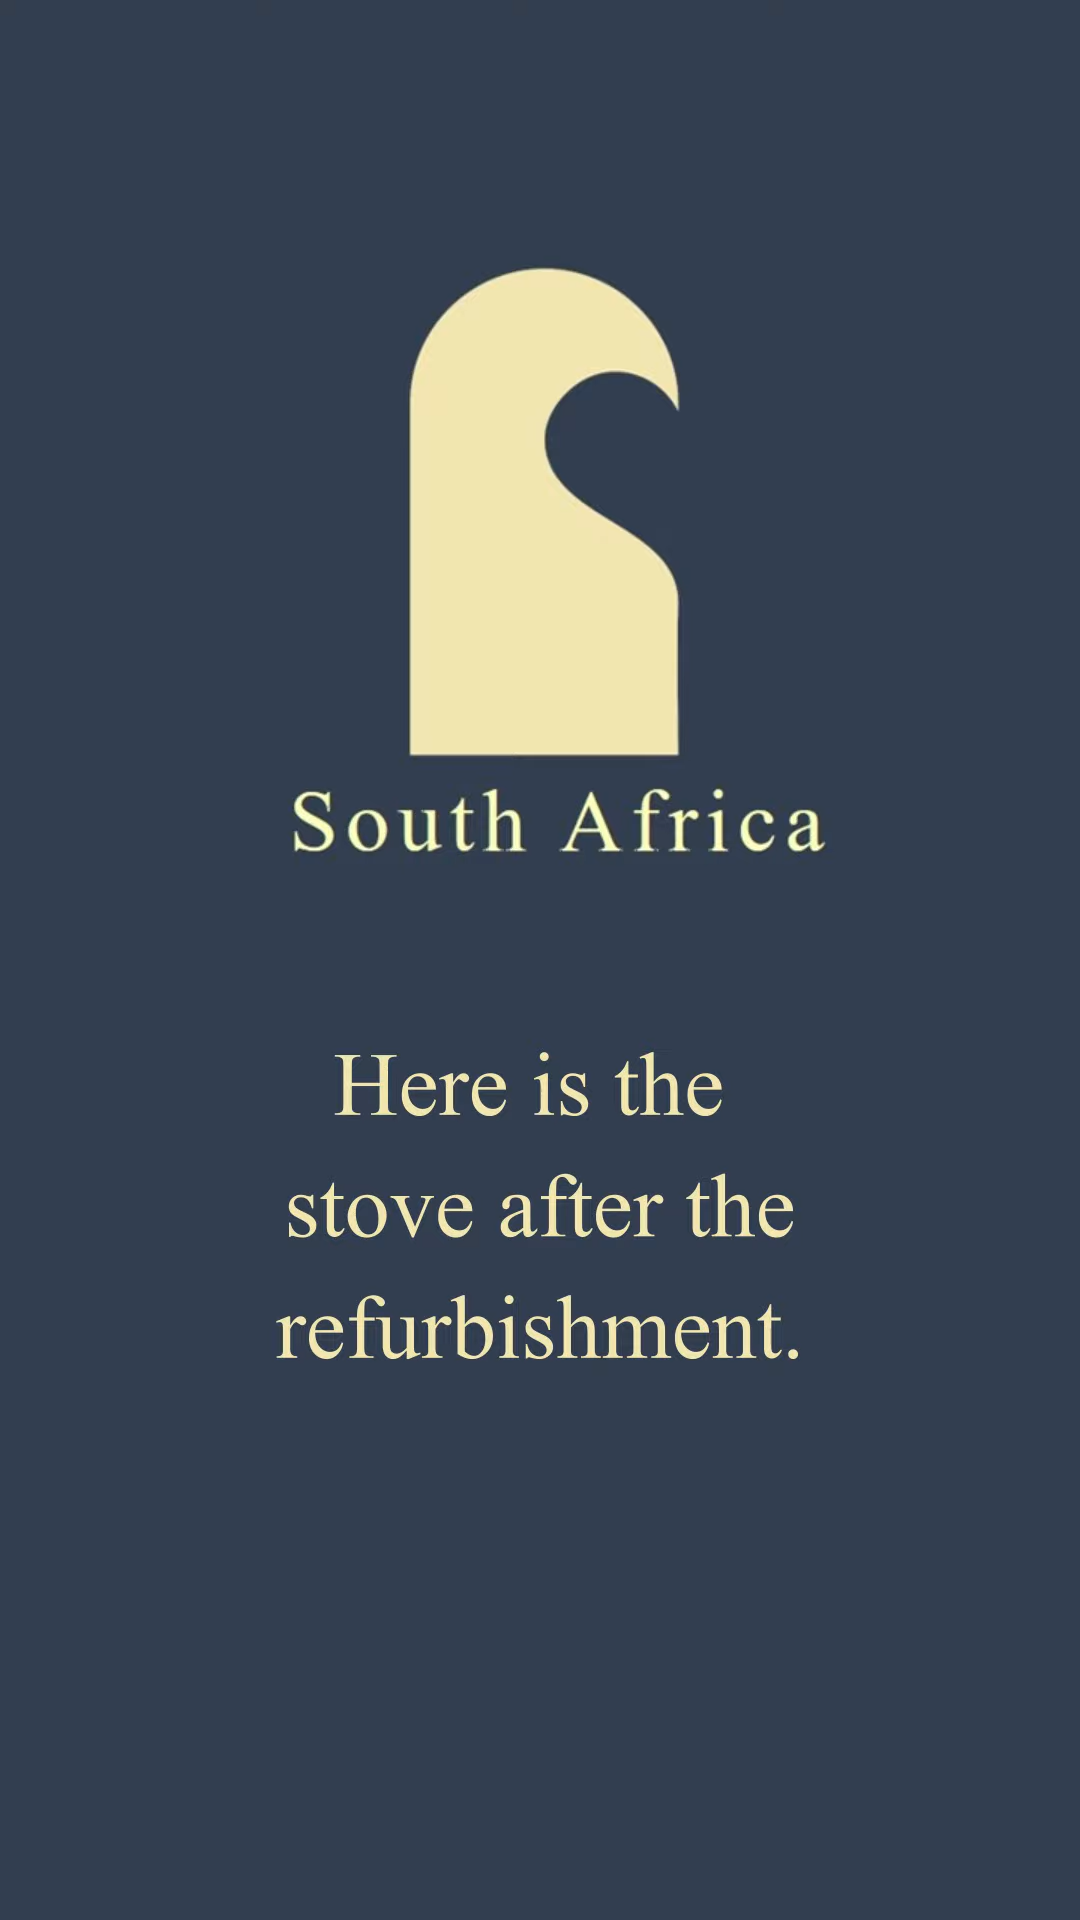 South Africa
Here is the
stove after the
refurbishment.